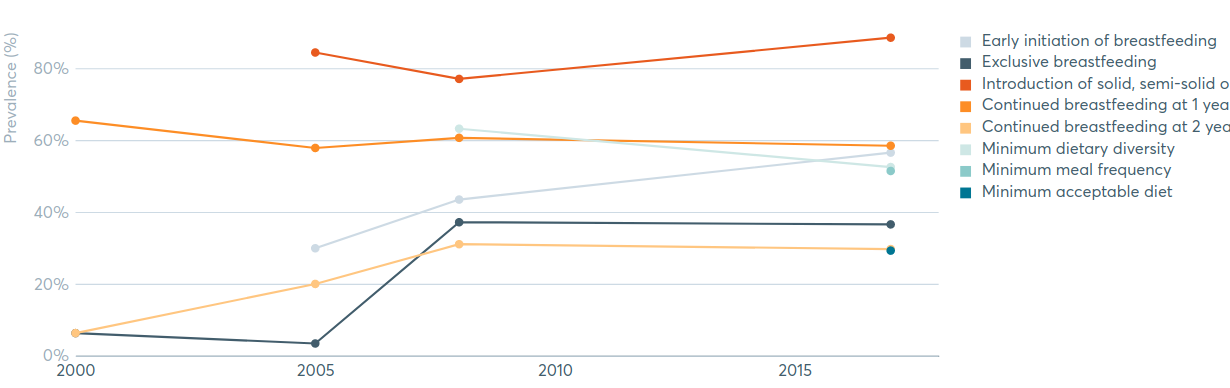 Prevalence (%)
80%
60%
40%
20%
0%
2000
2005
2010
2015
Early initiation of breastfeeding
Exclusive breastfeeding
Introduction of solid, semi-solid o
Continued breastfeeding at 1 yea
Continued breastfeeding at 2 yea
Minimum dietary diversity
Minimum meal frequency
Minimum acceptable diet